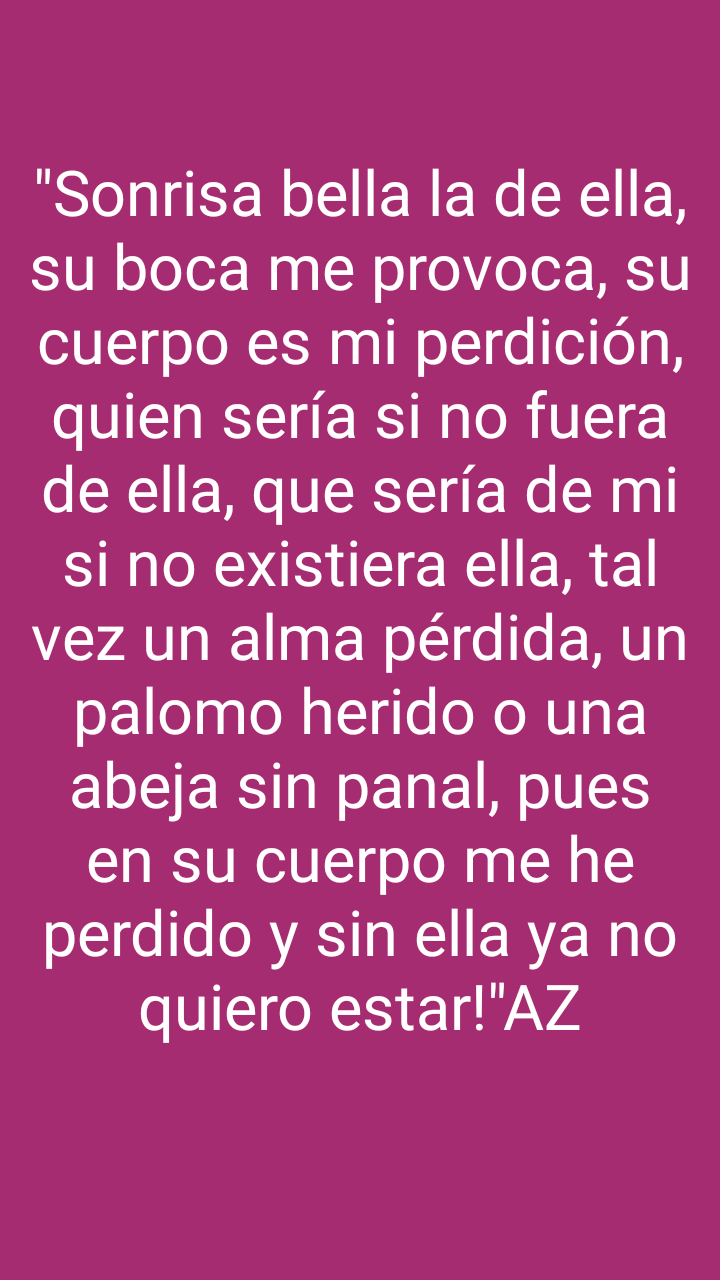 "Sonrisa bella la de ella,
su boca me provoca, su
cuerpo es mi perdición,
quien sería si no fuera
de ella, que sería de mi
si no existiera ella, tal
vez un alma pérdida, un
palomo herido o una
abeja sin panal, pues
en su cuerpo me he
perdido y sin ella ya no
quiero estar!"AZ